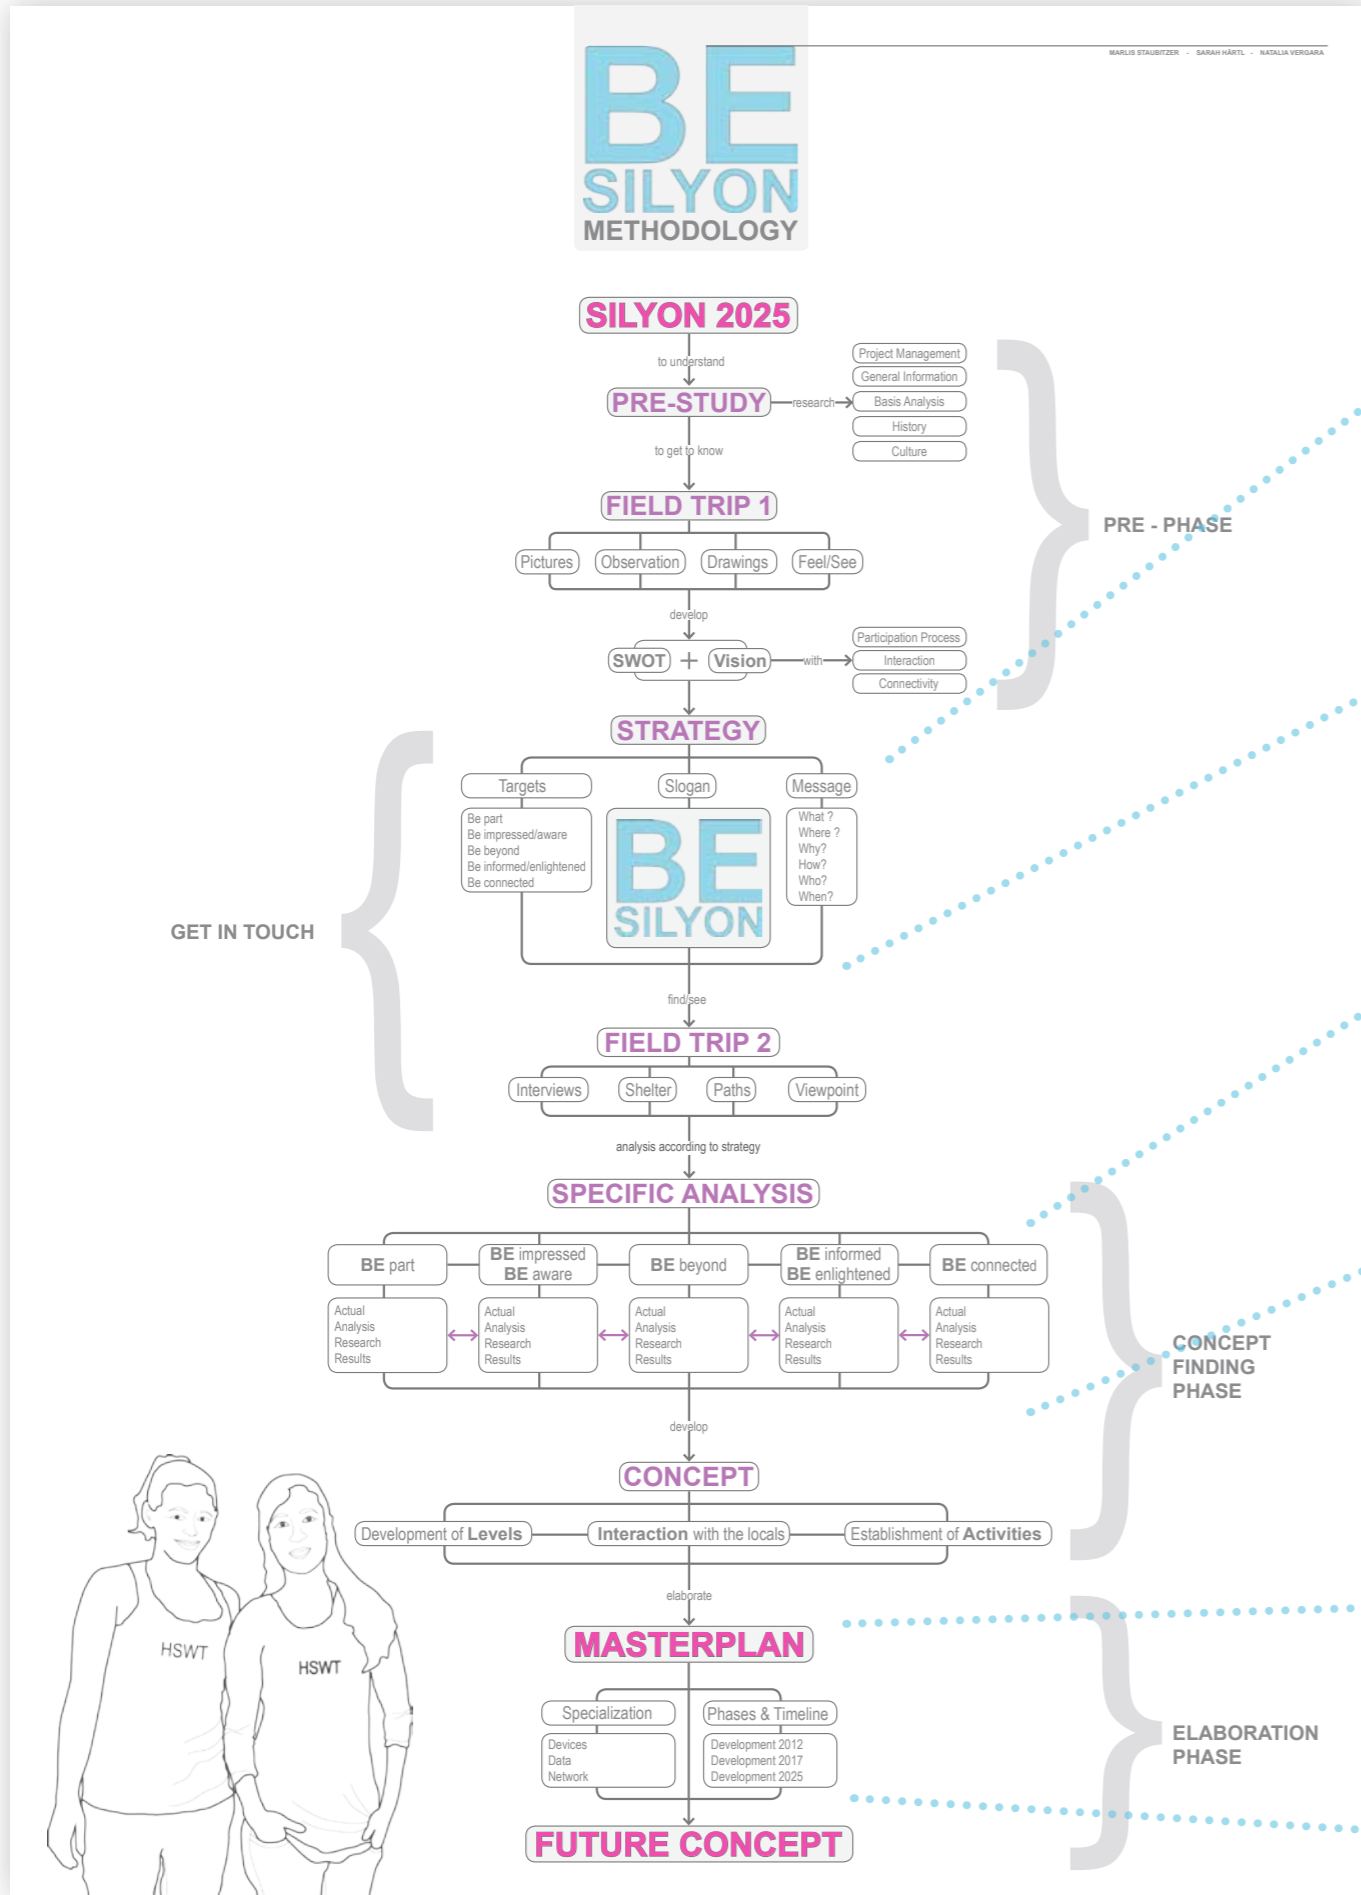 MARLIS STAUBITZER - SARAH HÄRTL - NATALIA VERGARA
BE
SILYON
METHODOLOGY
SILYON 2025
to understand
PRE-STUDY
research
Project Management
General Information
Basis Analysis
History
Culture
to get to know
FIELD TRIP 1
PRE - PHASE
Pictures
Observation
Drawings
Feel/See
develop
SWOT + Vision
with
Participation Process
Interaction
Connectivity
STRATEGY
Targets
Slogan
Message
Be part
Be impressed/aware
Be beyond
Be informed/enlightened
Be connected
BE
SILYON
What ?
Where ?
Why?
How?
Who?
When?
GET IN TOUCH
find/see
FIELD TRIP 2
Interviews
Shelter
Paths
Viewpoint
analysis according to strategy
SPECIFIC ANALYSIS
BE part
BE impressed
BE aware
BE beyond
BE informed
BE enlightened
BE connected
Actual
Analysis
Research
Results
Actual
Analysis
Research
Results
Actual
Analysis
Research
Results
Actual
Analysis
Research
Results
Actual
Analysis
Research
Results
CONCEPT
FINDING
PHASE
develop
CONCEPT
Development of Levels
Interaction with the locals
Establishment of Activities
elaborate
MASTERPLAN
HSWT
HSWT
Specialization
Phases & Timeline
Devices
Data
Network
Development 2012
Development 2017
Development 2025
ELABORATION
PHASE
FUTURE CONCEPT